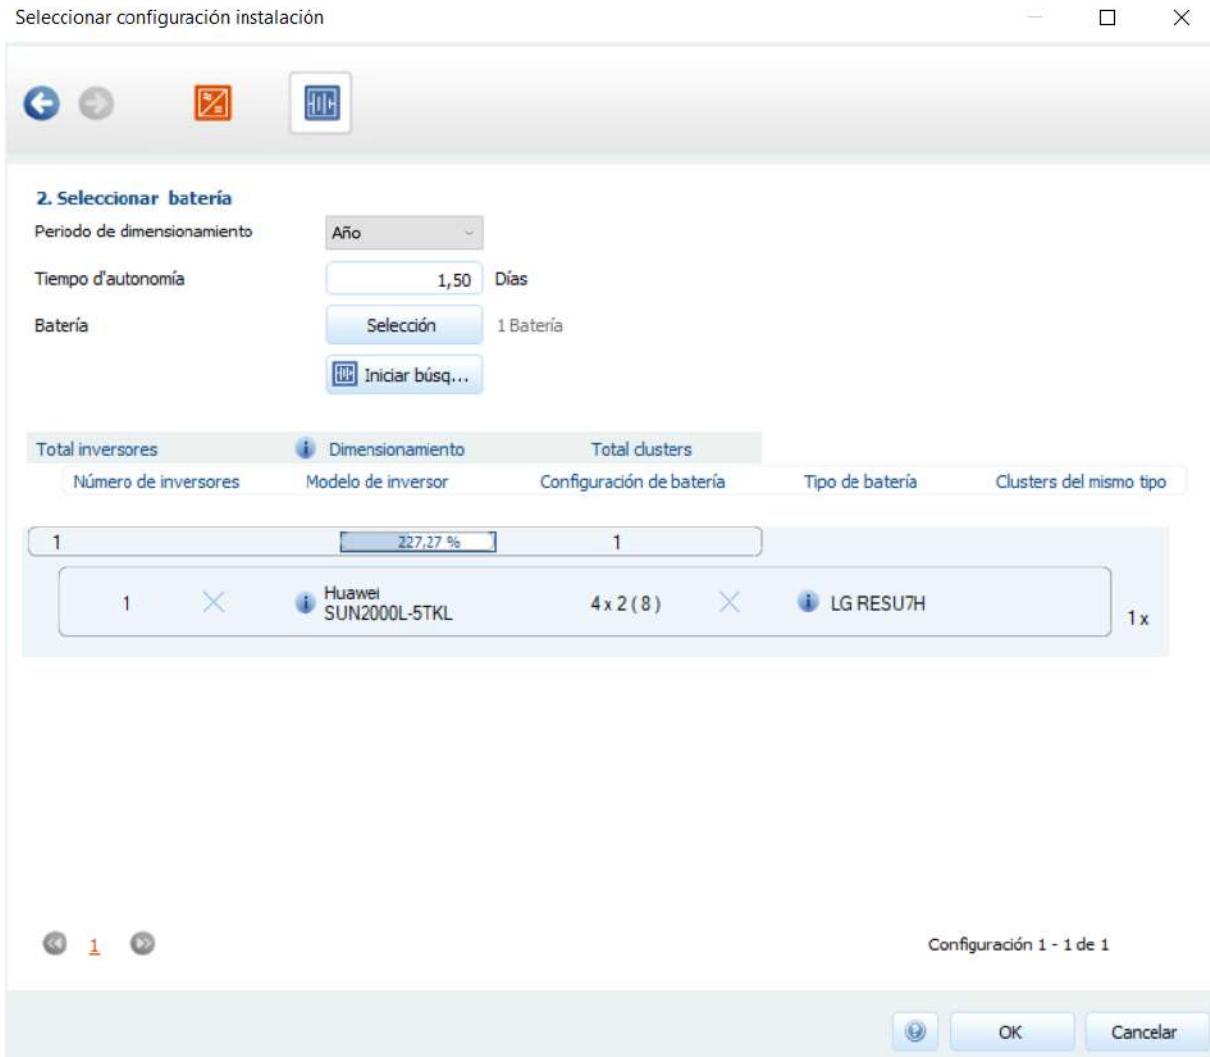 Seleccionar configuración instalación
2. Seleccionar batería
Periodo de dimensionamiento Año
Tiempo d'autonomía 1,50 Días
Batería Selección 1 Batería
Iniciar búsq...
Total inversores Dimensionamiento Total clusters
Número de inversores Modelo de inversor Configuración de batería Tipo de batería Clusters del mismo tipo
1 227,27 % 1
1 Huawei SUN2000L-5TKL 4 x 2 ( 8 ) LG RESU7H 1 x
1 Configuración 1 - 1 de 1
OK Cancelar